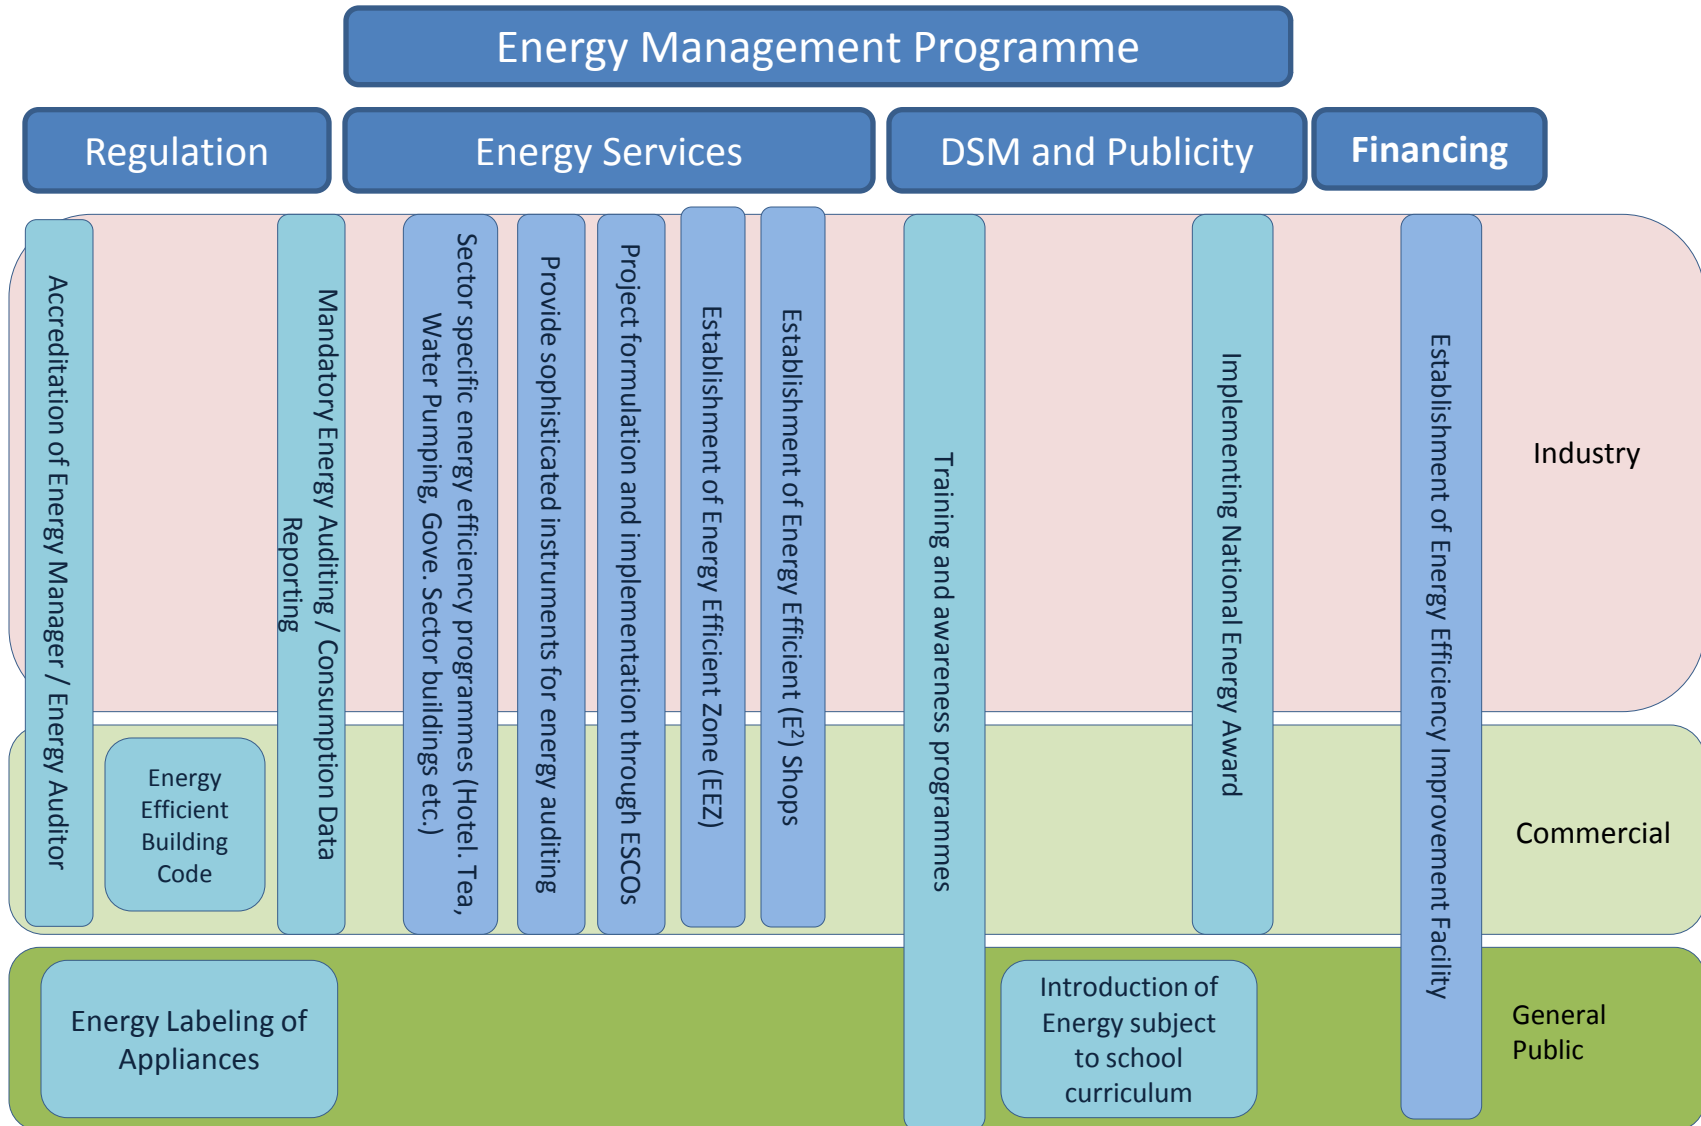 Energy Management Programme
Regulation
Energy Services
DSM and Publicity
Financing
Accreditation of Energy Manager / Energy Auditor
Mandatory Energy Auditing / Consumption Data
Reporting
Sector specific energy efficiency programmes (Hotel. Tea,
Water Pumping, Gove. Sector buildings etc.)
Provide sophisticated instruments for energy auditing
Project formulation and implementation through ESCOs
Establishment of Energy Efficient Zone (EEZ)
Establishment of Energy Efficient (E²) Shops
Training and awareness programmes
Implementing National Energy Award
Establishment of Energy Efficiency Improvement Facility
Industry
Energy
Efficient
Building
Code
Commercial
Energy Labeling of
Appliances
Introduction of
Energy subject
to school
curriculum
General
Public